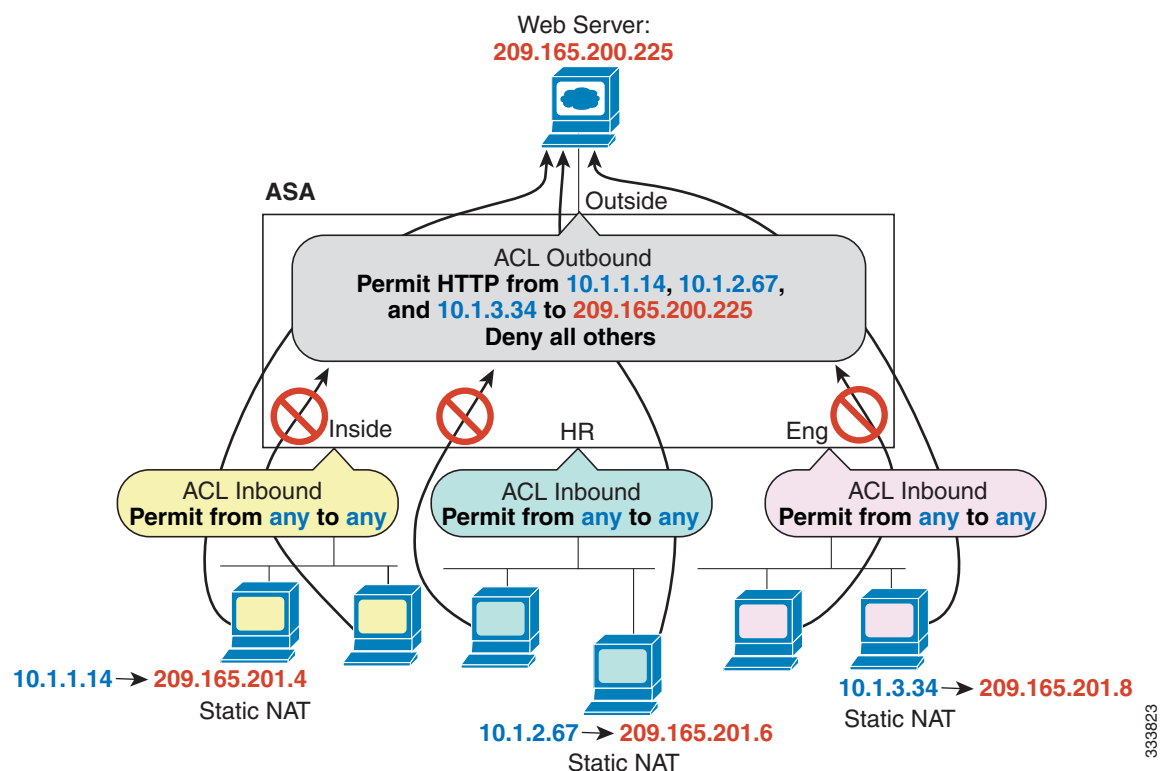 Web Server:
209.165.200.225
ASA
Outside
ACL Outbound
Permit HTTP from 10.1.1.14, 10.1.2.67,
and 10.1.3.34 to 209.165.200.225
Deny all others
Inside
HR
Eng
ACL Inbound
Permit from any to any
ACL Inbound
Permit from any to any
ACL Inbound
Permit from any to any
10.1.1.14 209.165.201.4
Static NAT
10.1.2.67 209.165.201.6
Static NAT
10.1.3.34 209.165.201.8
Static NAT
333823